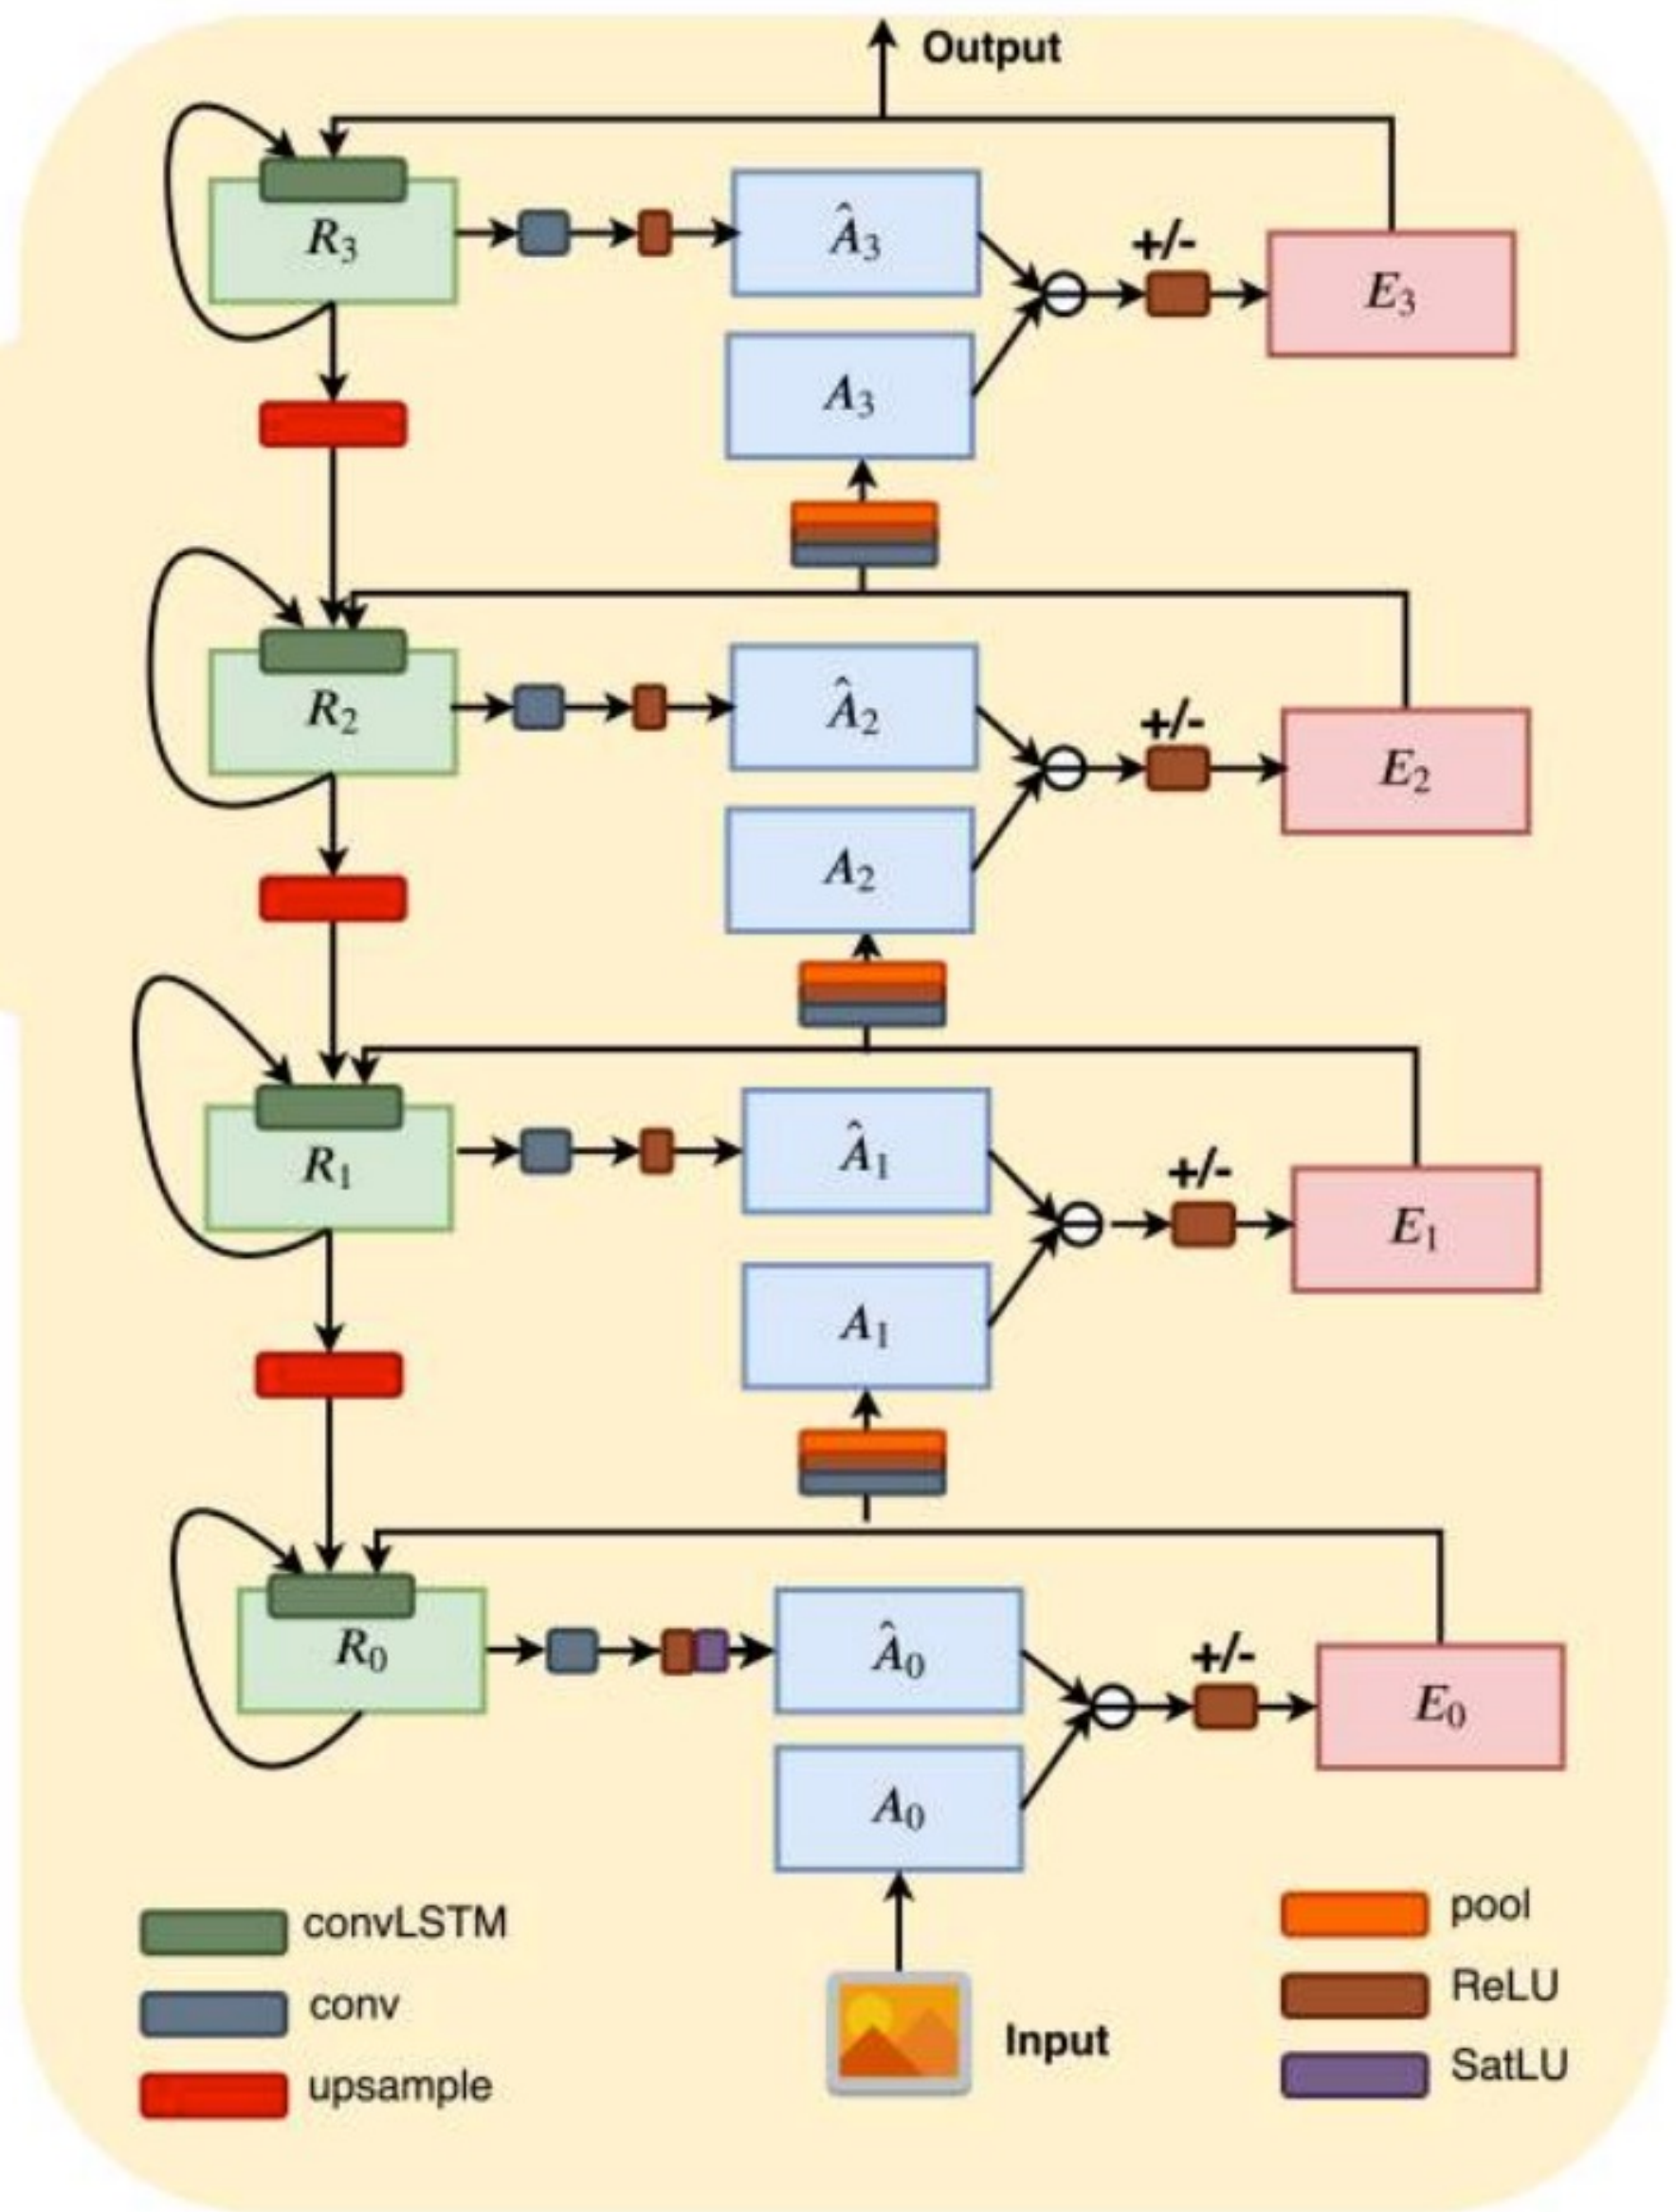 Output
R₃
Â₃
+/-
E₃
A₃
R₂
Â₂
+/-
E₂
A₂
R₁
Â₁
+/-
E₁
A₁
R₀
Â₀
+/-
E₀
A₀
convLSTM
conv
upsample
Input
pool
ReLU
SatLU